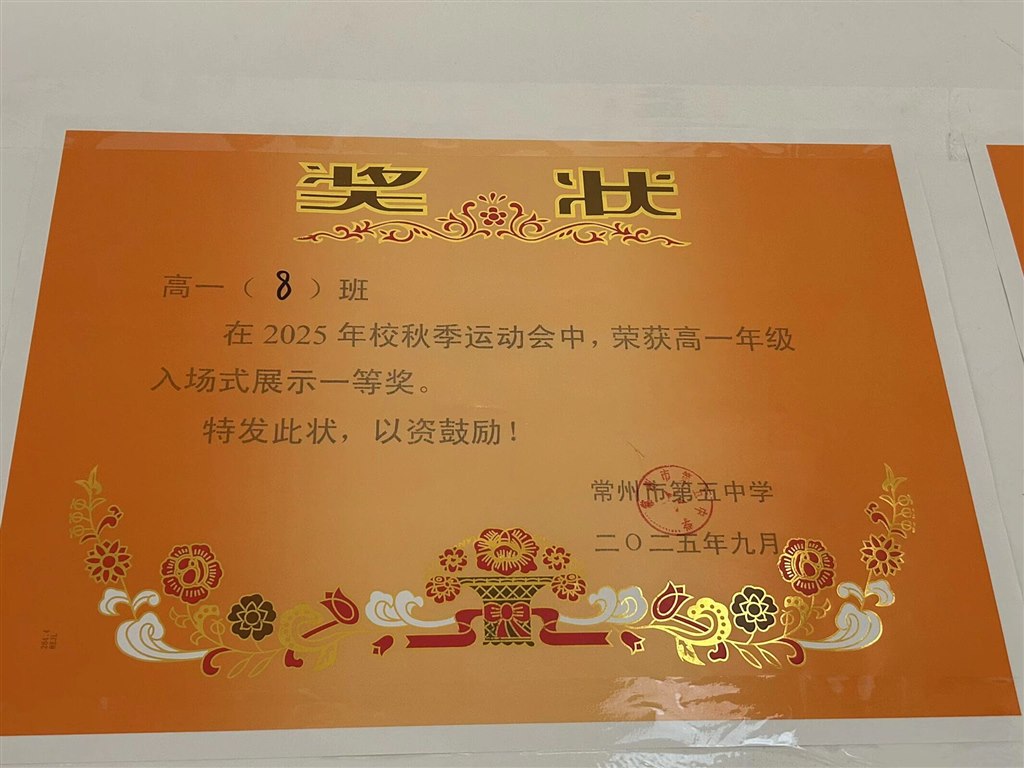 奖 状
高一（8）班
在2025年校秋季运动会中，荣获高一年级
入场式展示一等奖。
特发此状，以资鼓励！
常州市第五中学
二〇二五年九月